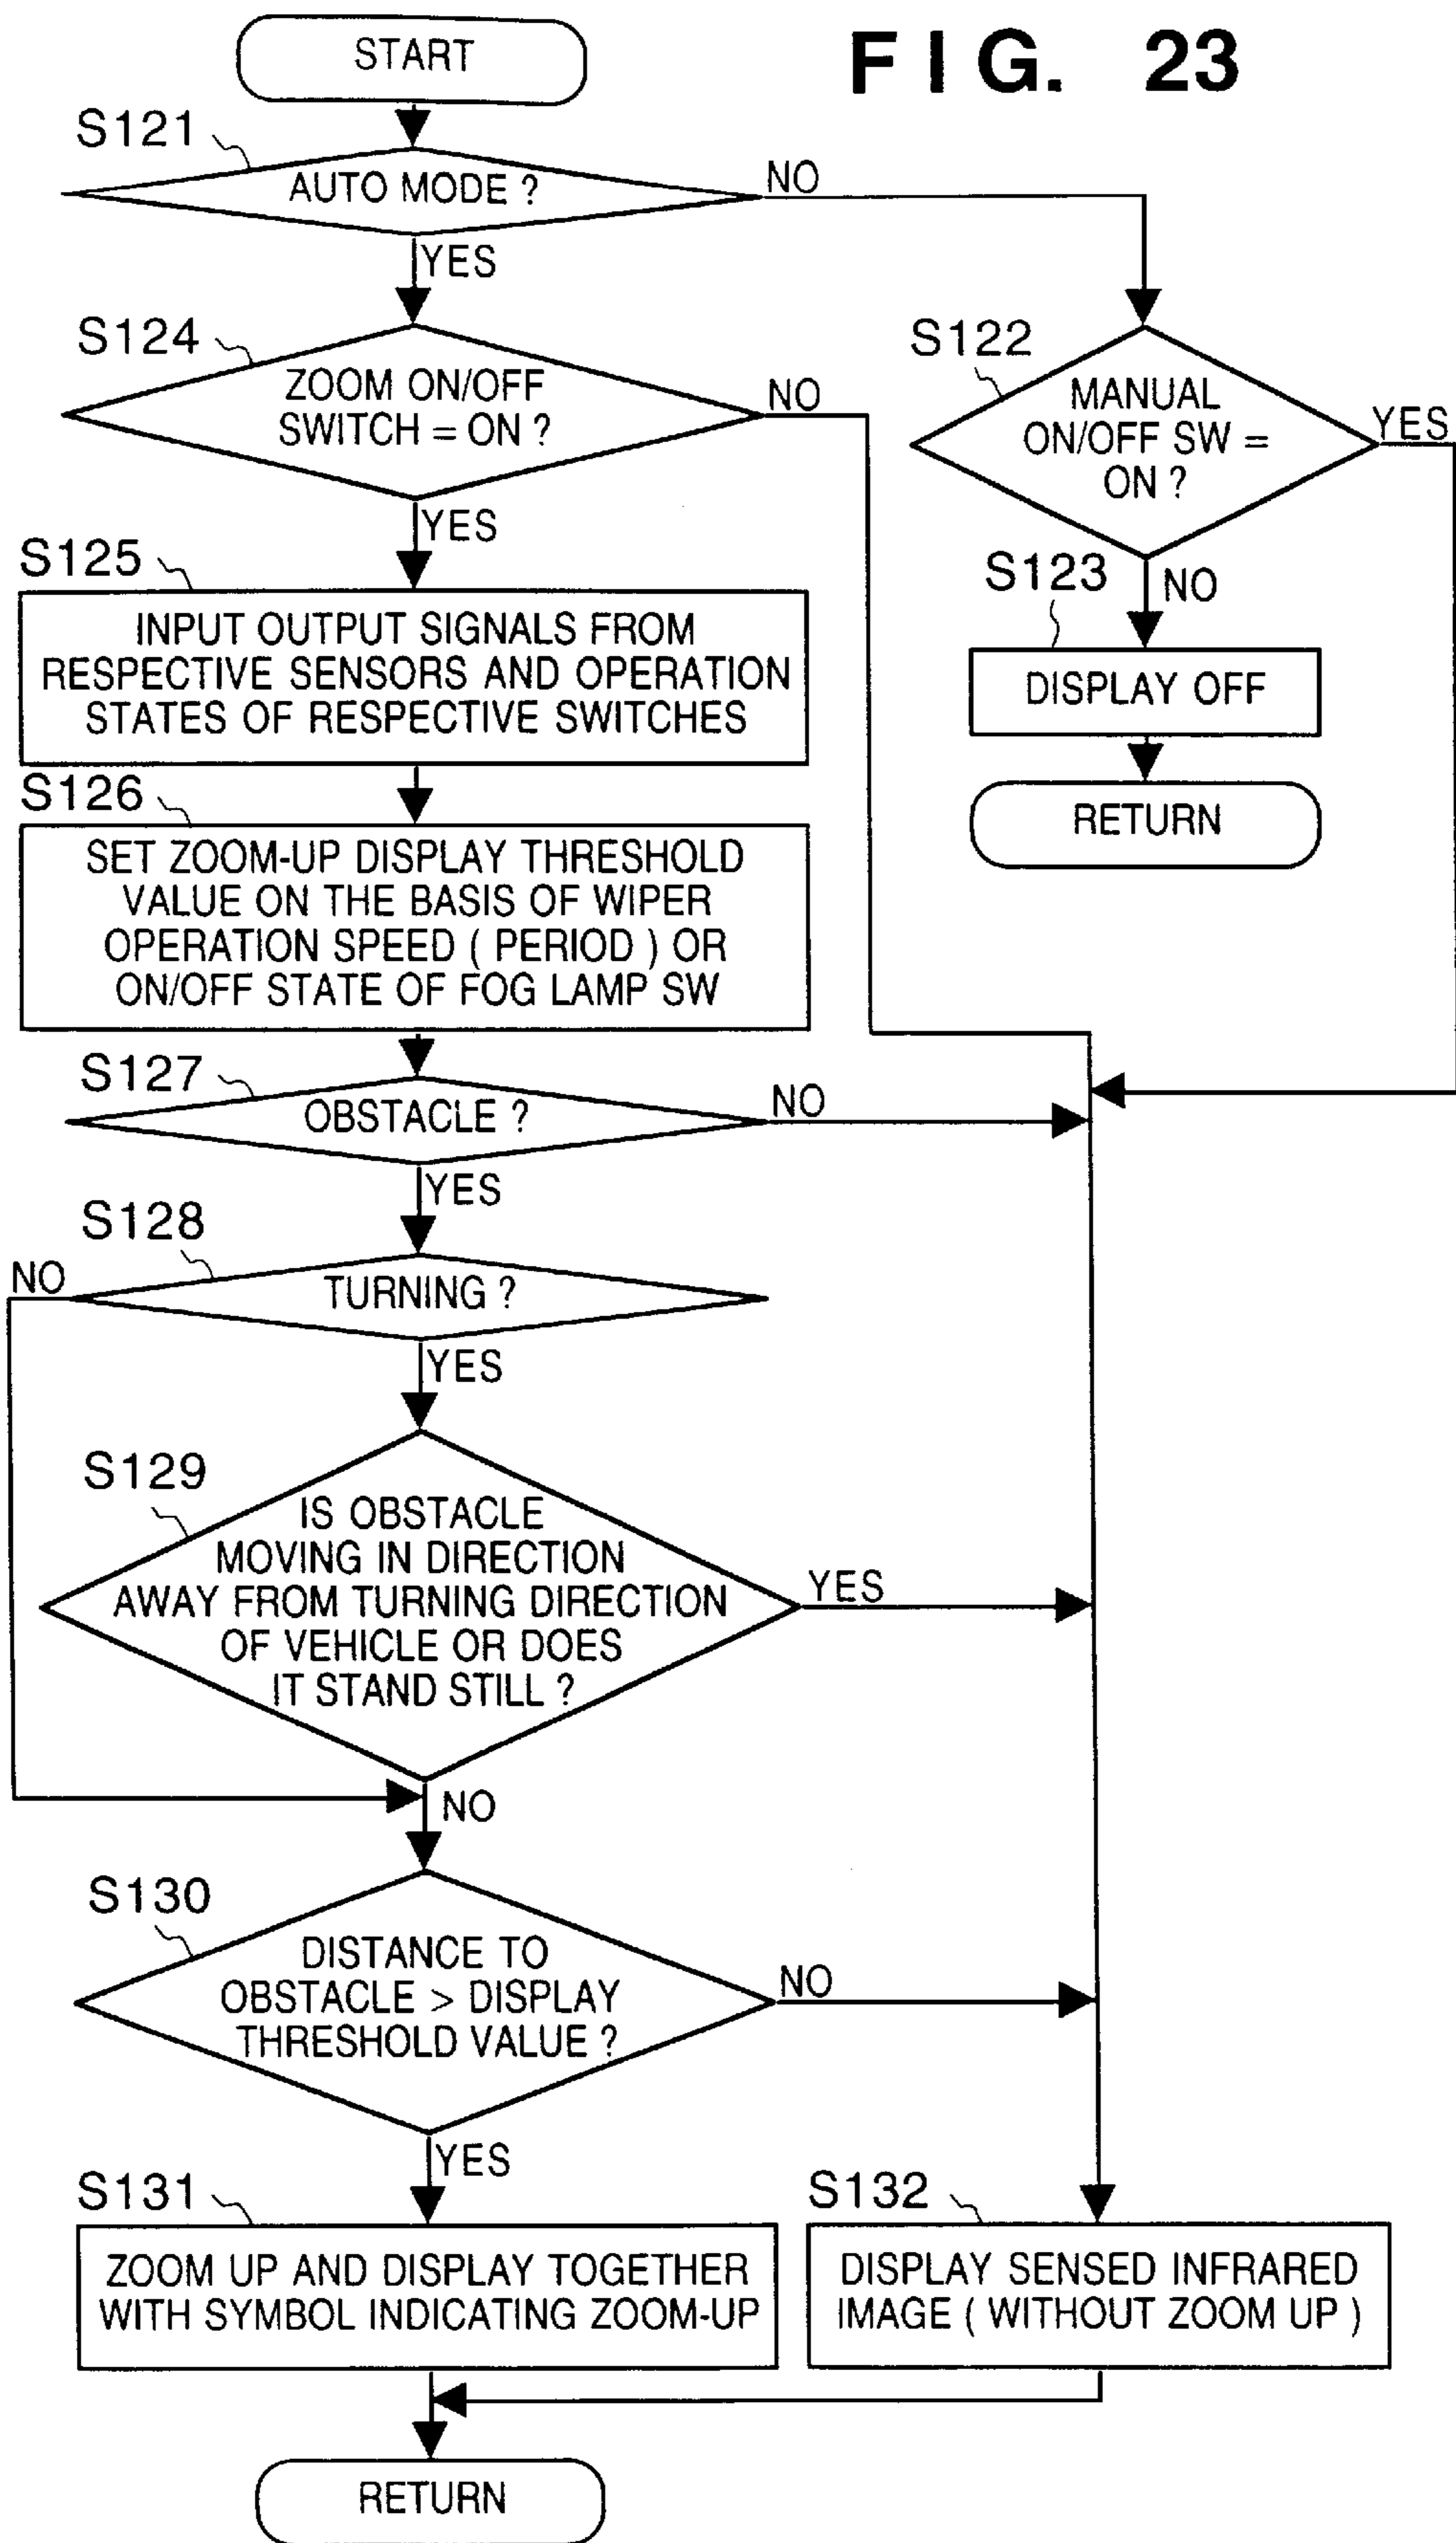 START
FIG. 23
S121
AUTO MODE ?
NO
YES
S124
ZOOM ON/OFF
SWITCH = ON ?
NO
YES
S122
MANUAL
ON/OFF SW =
ON ?
YES
NO
S123
DISPLAY OFF
RETURN
S125
INPUT OUTPUT SIGNALS FROM
RESPECTIVE SENSORS AND OPERATION
STATES OF RESPECTIVE SWITCHES
S126
SET ZOOM-UP DISPLAY THRESHOLD
VALUE ON THE BASIS OF WIPER
OPERATION SPEED ( PERIOD ) OR
ON/OFF STATE OF FOG LAMP SW
S127
OBSTACLE ?
NO
YES
S128
NO
TURNING ?
YES
S129
IS OBSTACLE
MOVING IN DIRECTION
AWAY FROM TURNING DIRECTION
OF VEHICLE OR DOES
IT STAND STILL ?
YES
NO
S130
DISTANCE TO
OBSTACLE > DISPLAY
THRESHOLD VALUE ?
NO
YES
S131
ZOOM UP AND DISPLAY TOGETHER
WITH SYMBOL INDICATING ZOOM-UP
S132
DISPLAY SENSED INFRARED
IMAGE ( WITHOUT ZOOM UP )
RETURN